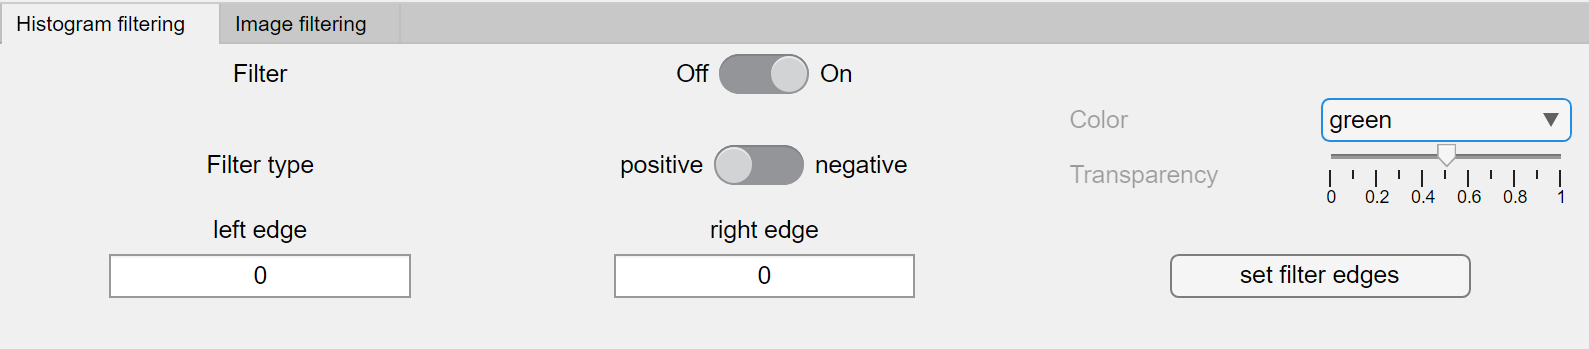 Histogram filtering Image filtering
Filter Off On
Color green
Filter type positive negative
Transparency
0 0.2 0.4 0.6 0.8 1
left edge right edge
0 0 set filter edges